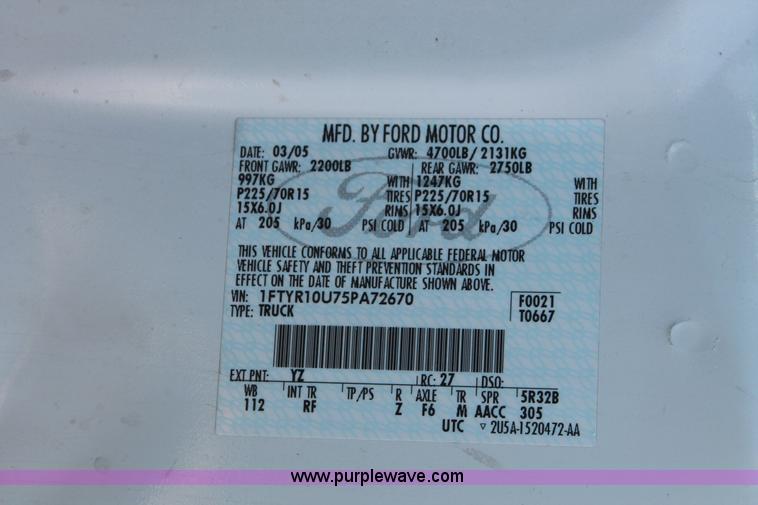 MFD. BY FORD MOTOR CO.
DATE: 03/05 GVWR: 4700LB/ 2131KG
FRONT GAWR: 2200LB REAR GAWR: 2750LB
997KG WITH 1247KG WITH
P225/70R15 TIRES P225/70R15 TIRES
15X6.0J RIMS 15X6.0J RIMS
AT 205 kPa/30 PSI COLD AT 205 kPa/30 PSI COLD
Ford
THIS VEHICLE CONFORMS TO ALL APPLICABLE FEDERAL MOTOR
VEHICLE SAFETY AND THEFT PREVENTION STANDARDS IN
EFFECT ON THE DATE OF MANUFACTURE SHOWN ABOVE.
VIN: 1FTYR10U75PA72670 F0021
TYPE: TRUCK T0667
EXT PNT: YZ RC: 27 DSO:
WB INT TR TP/PS R AXLE TR SPR 5R32B
112 RF Z F6 M AACC 305
UTC ▽ 2U5A-1520472-AA
www.purplewave.com